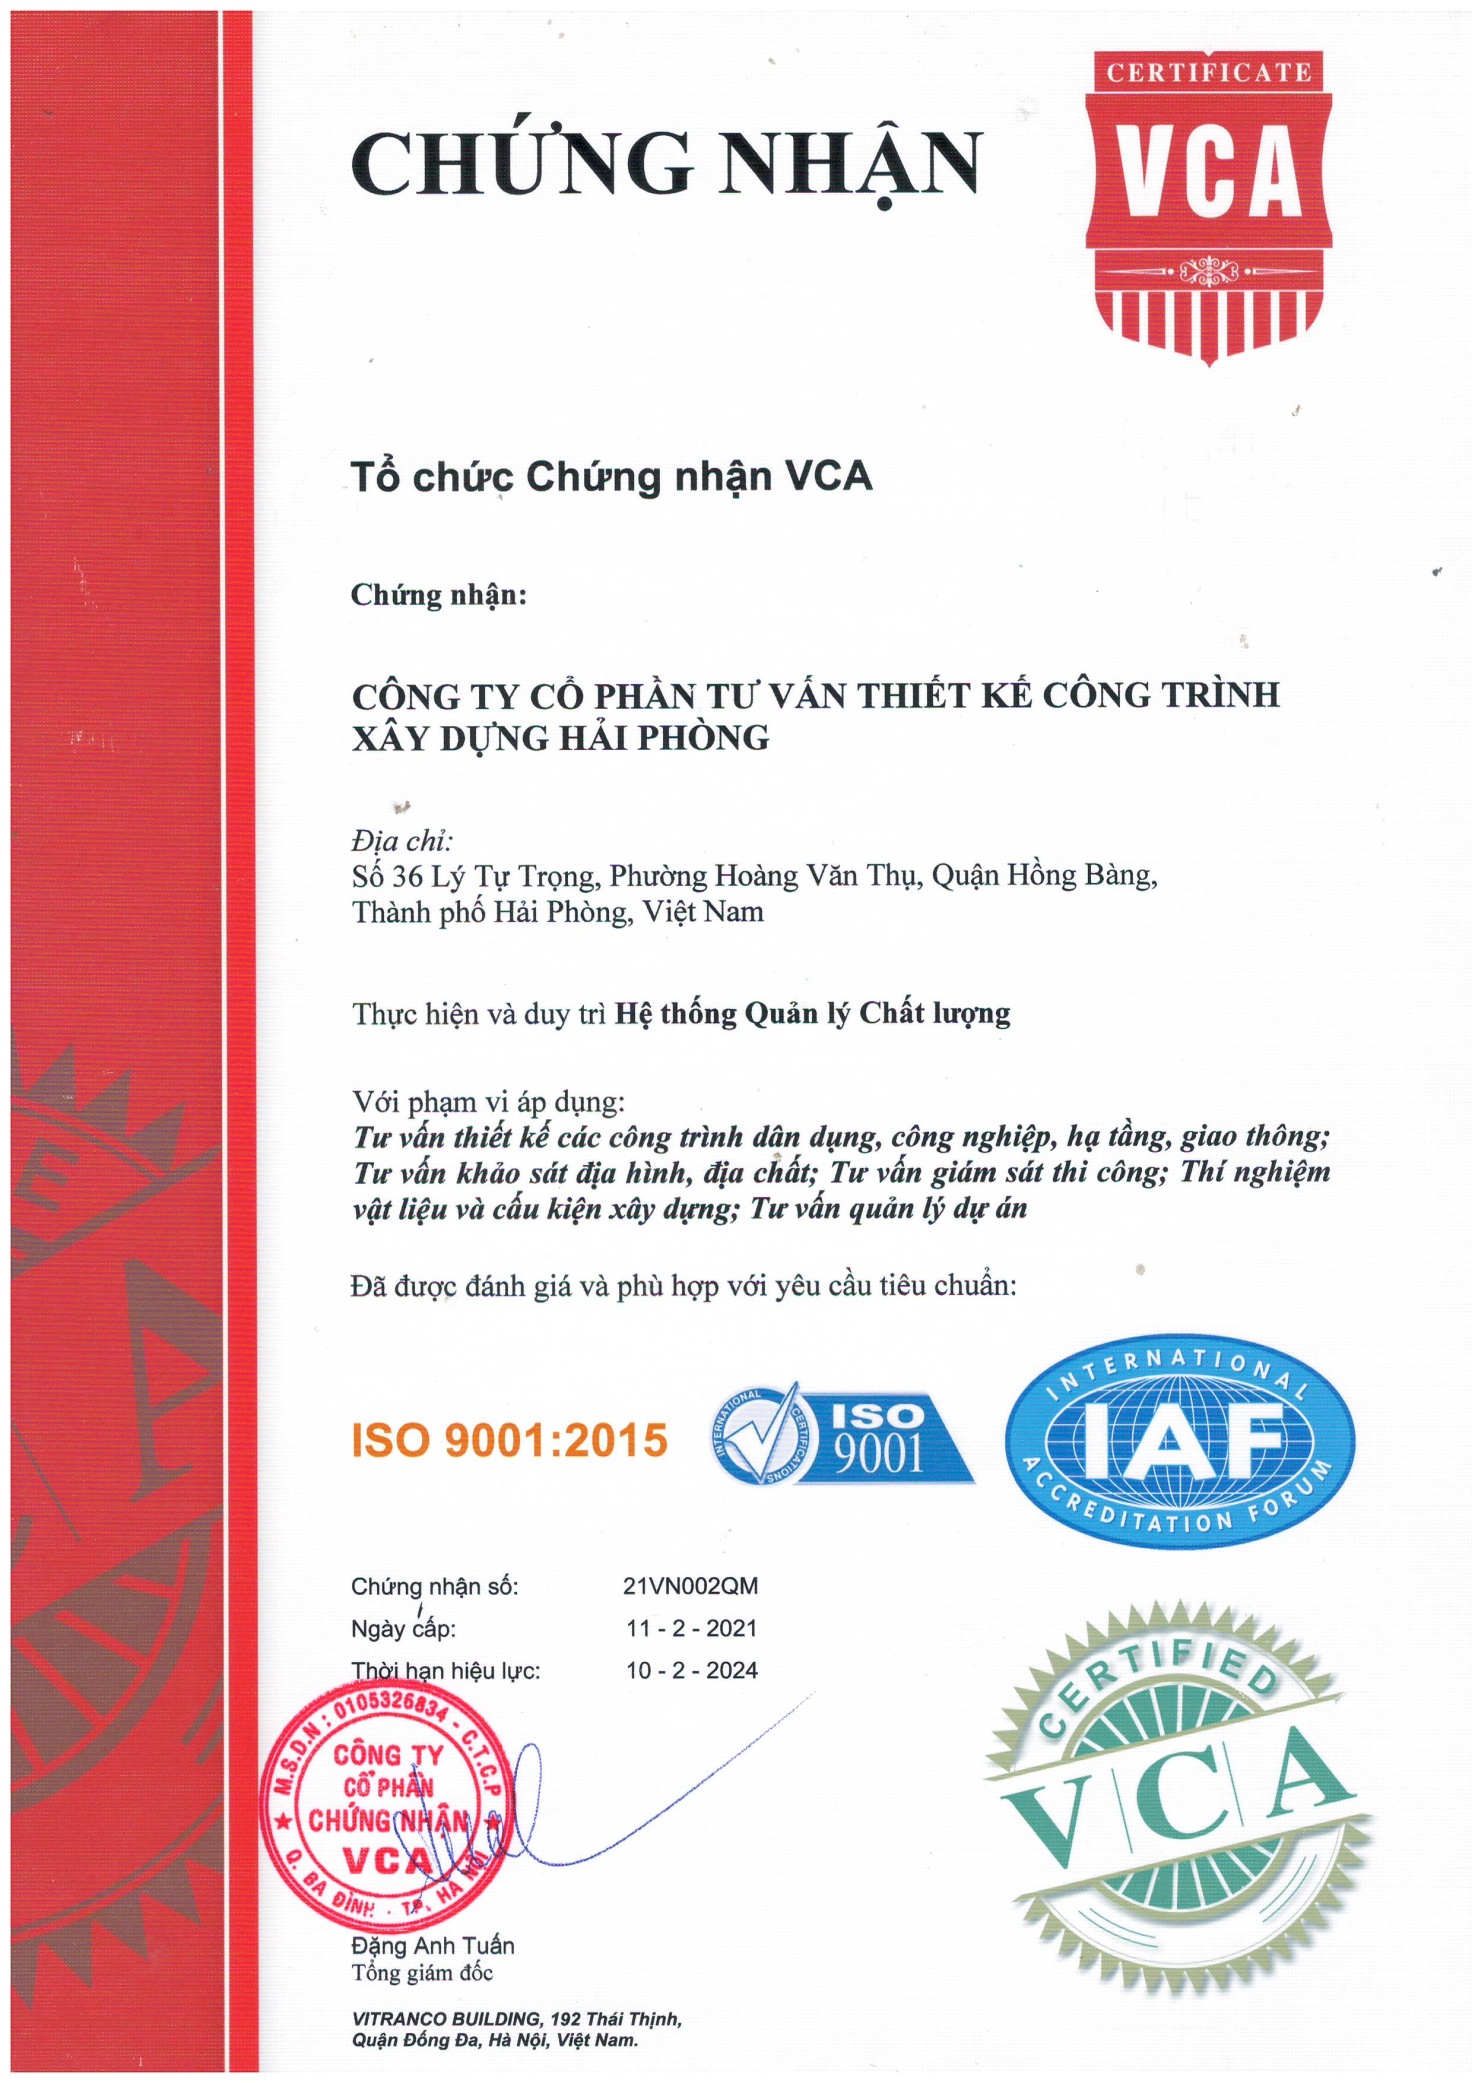 CERTIFICATE
VCA
CHỨNG NHẬN
Tổ chức Chứng nhận VCA
Chứng nhận:
CÔNG TY CỔ PHẦN TƯ VẤN THIẾT KẾ CÔNG TRÌNH
XÂY DỰNG HẢI PHÒNG
Địa chỉ:
Số 36 Lý Tự Trọng, Phường Hoàng Văn Thụ, Quận Hồng Bàng,
Thành phố Hải Phòng, Việt Nam
Thực hiện và duy trì Hệ thống Quản lý Chất lượng
Với phạm vi áp dụng:
Tư vấn thiết kế các công trình dân dụng, công nghiệp, hạ tầng, giao thông;
Tư vấn khảo sát địa hình, địa chất; Tư vấn giám sát thi công; Thí nghiệm
vật liệu và cấu kiện xây dựng; Tư vấn quản lý dự án
Đã được đánh giá và phù hợp với yêu cầu tiêu chuẩn:
ISO 9001:2015
INTERNATIONAL CERTIFICATIONS
ISO
9001
INTERNATIONAL
IAF
ACCREDITATION FORUM
Chứng nhận số: 21VN002QM
Ngày cấp: 11 - 2 - 2021
Thời hạn hiệu lực: 10 - 2 - 2024
M.S.D.N : 0105326834 - C.T.C.P
CÔNG TY
CỔ PHẦN
CHỨNG NHẬN
VCA
Q. BA ĐÌNH - TP. HÀ NỘI
CERTIFIED
VCA
Đặng Anh Tuấn
Tổng giám đốc
VITRANCO BUILDING, 192 Thái Thịnh,
Quận Đống Đa, Hà Nội, Việt Nam.